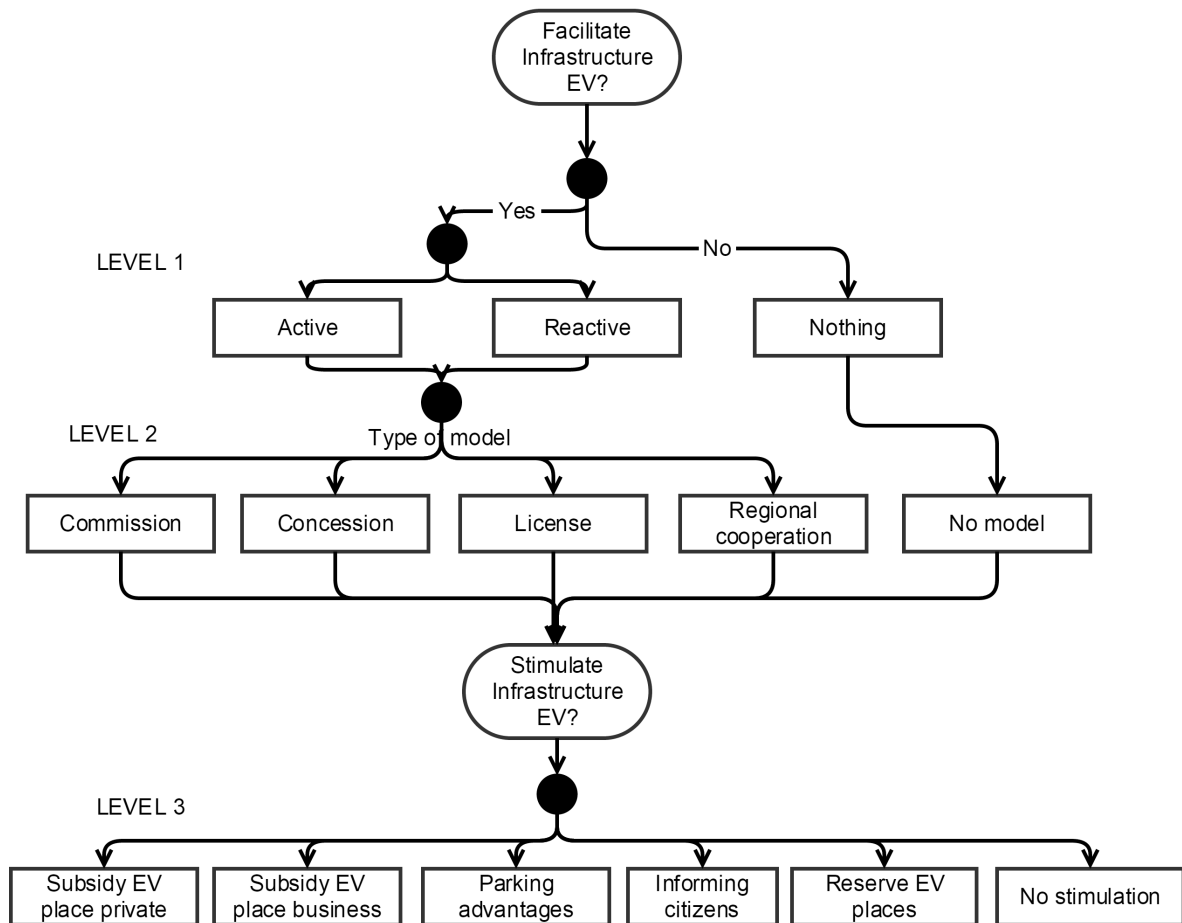 Facilitate
Infrastructure
EV?
Yes
No
LEVEL 1
Active
Reactive
Nothing
LEVEL 2
Type of model
Commission
Concession
License
Regional
cooperation
No model
Stimulate
Infrastructure
EV?
LEVEL 3
Subsidy EV
place private
Subsidy EV
place business
Parking
advantages
Informing
citizens
Reserve EV
places
No stimulation